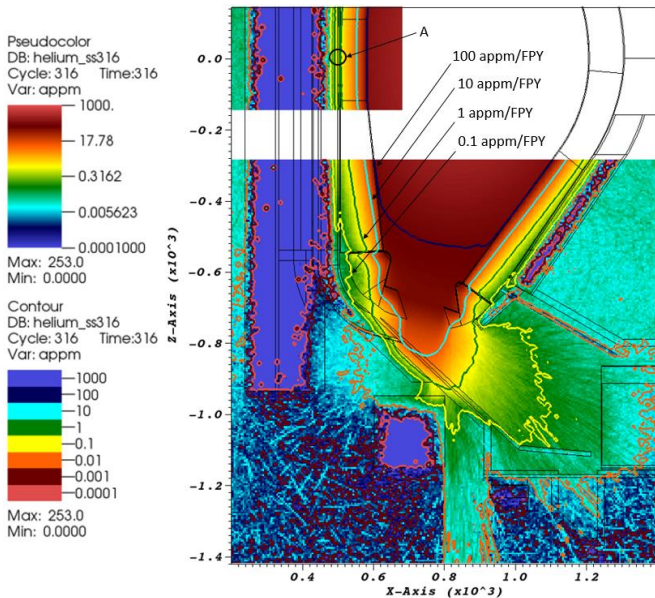 Pseudocolor
DB: helium_ss316
Cycle: 316 Time:316
Var: appm
1000.
17.78
0.3162
0.005623
0.0001000
Max: 253.0
Min: 0.0000
Contour
DB: helium_ss316
Cycle: 316 Time:316
Var: appm
1000
100
10
1
0.1
0.01
0.001
0.0001
Max: 253.0
Min: 0.0000
A
100 appm/FPY
10 appm/FPY
1 appm/FPY
0.1 appm/FPY
0.0
-0.2
-0.4
-0.6
-0.8
-1.0
-1.2
-1.4
Z-Axis (x10^3)
0.4 0.6 0.8 1.0 1.2
X-Axis (x10^3)